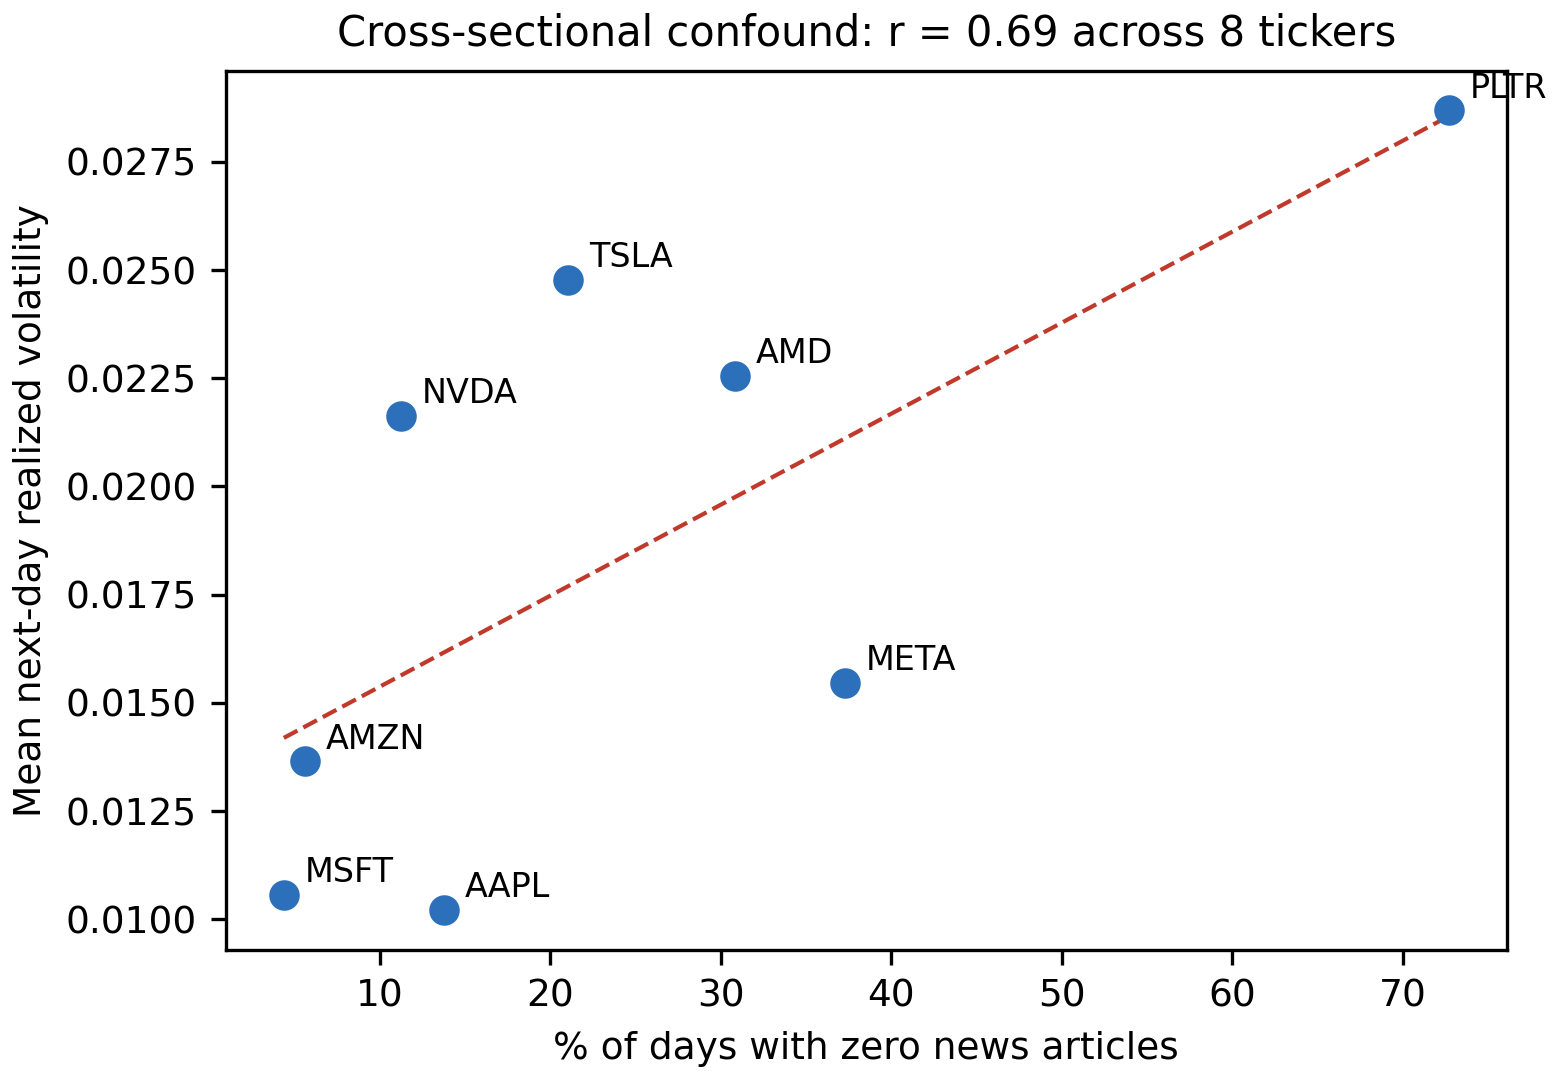 Cross-sectional confound: r = 0.69 across 8 tickers
PLTR
0.0275
TSLA
0.0250
AMD
0.0225
NVDA
0.0200
0.0175
META
0.0150
AMZN
0.0125
MSFT
AAPL
0.0100
Mean next-day realized volatility
10 20 30 40 50 60 70
% of days with zero news articles